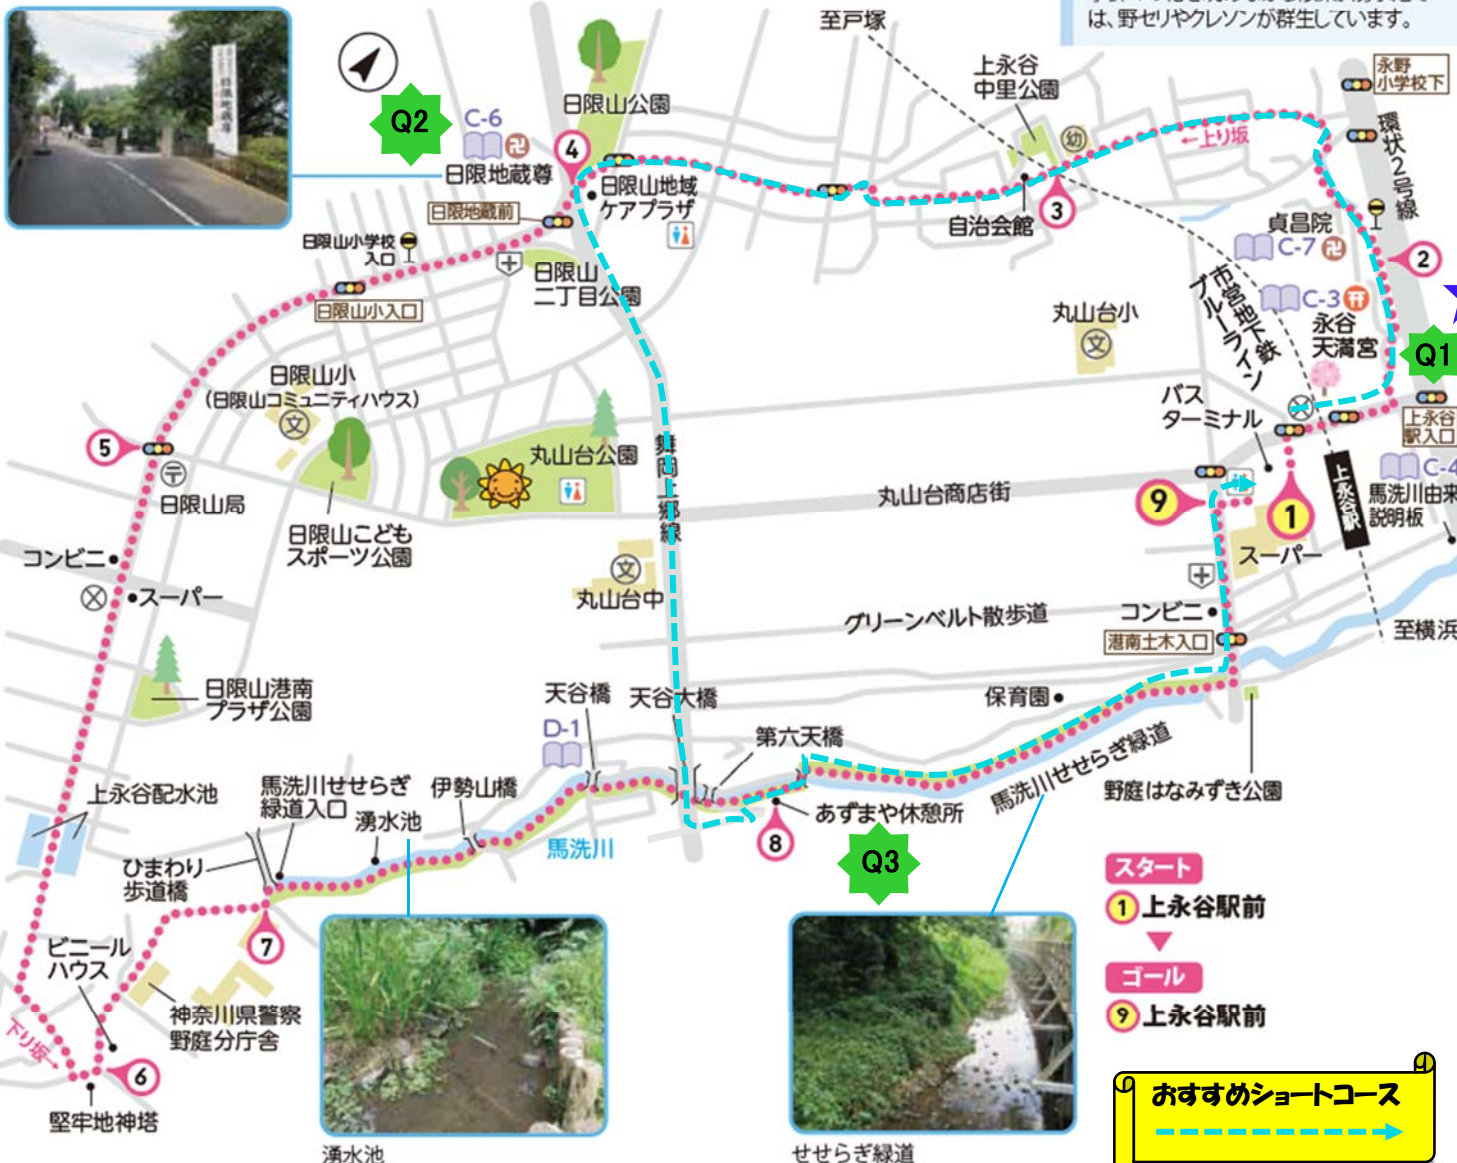 は、野セリやクレソンが群生しています。
至戸塚
永野
小学校下
上永谷
中里公園
日限山公園
Q2
C-6
日限地蔵尊
4
幼
←上り坂
環状2号線
日限地蔵前
日限山地域
ケアプラザ
自治会館
3
貞昌院
C-7
2
日限山小学校
入口
日限山
二丁目公園
日限山小入口
市営地下鉄
ブルーライン
C-3
永谷
天満宮
Q1
丸山台小
文
バス
ターミナル
上永谷
駅入口
日限山小
(日限山コミュニティハウス)
文
5
日限山局
丸山台公園
舞岡上郷線
丸山台商店街
9
1
上永谷駅
C-4
馬洗川由来
説明板
日限山こども
スポーツ公園
スーパー
コンビニ
スーパー
文
丸山台中
グリーンベルト散歩道
コンビニ
港南土木入口
至横浜
日限山港南
プラザ公園
天谷橋
天谷大橋
保育園
D-1
第六天橋
上永谷配水池
馬洗川せせらぎ
緑道入口
湧水池
伊勢山橋
馬洗川
あずまや休憩所
8
馬洗川せせらぎ緑道
野庭はなみずき公園
Q3
ひまわり
歩道橋
7
スタート
1 上永谷駅前
ゴール
9 上永谷駅前
ビニール
ハウス
神奈川県警察
野庭分庁舎
下り坂→
6
堅牢地神塔
おすすめショートコース
湧水池
せせらぎ緑道